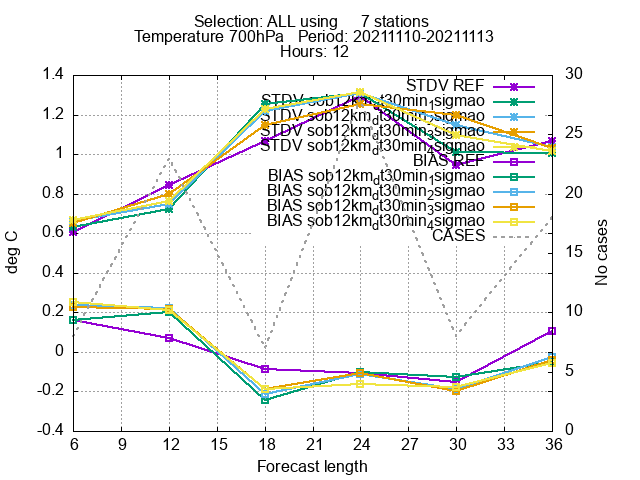 Selection: ALL using 7 stations
Temperature 700hPa Period: 20211110-20211113
Hours: 12
1.4
1.2
1
0.8
0.6
0.4
0.2
0
-0.2
-0.4
deg C
30
25
20
15
10
5
0
No cases
STDV REF
STDV sob12km_dt30min_1sigmao
STDV sob12km_dt30min_2sigmao
STDV sob12km_dt30min_3sigmao
STDV sob12km_dt30min_4sigmao
BIAS REF
BIAS sob12km_dt30min_1sigmao
BIAS sob12km_dt30min_2sigmao
BIAS sob12km_dt30min_3sigmao
BIAS sob12km_dt30min_4sigmao
CASES
6 9 12 15 18 21 24 27 30 33 36
Forecast length